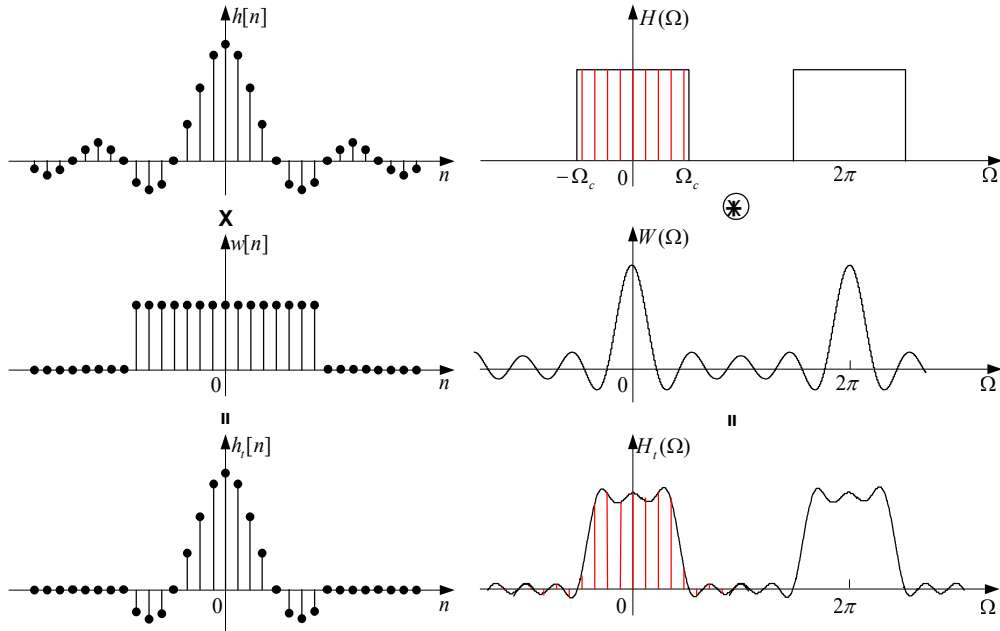 h[n]
H(Ω)
n
−Ω_c
0
Ω_c
2π
Ω
X
w[n]
W(Ω)
0
n
0
2π
Ω
=
=
h_t[n]
H_t(Ω)
0
n
0
2π
Ω